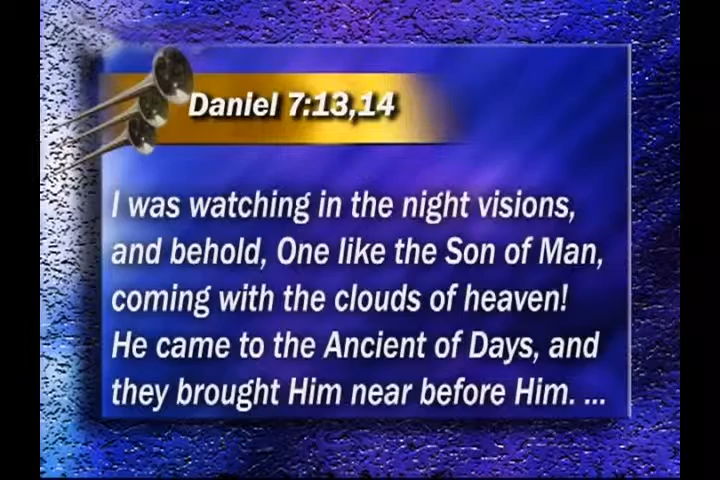 Daniel 7:13,14
I was watching in the night visions,
and behold, One like the Son of Man,
coming with the clouds of heaven!
He came to the Ancient of Days, and
they brought Him near before Him. ...